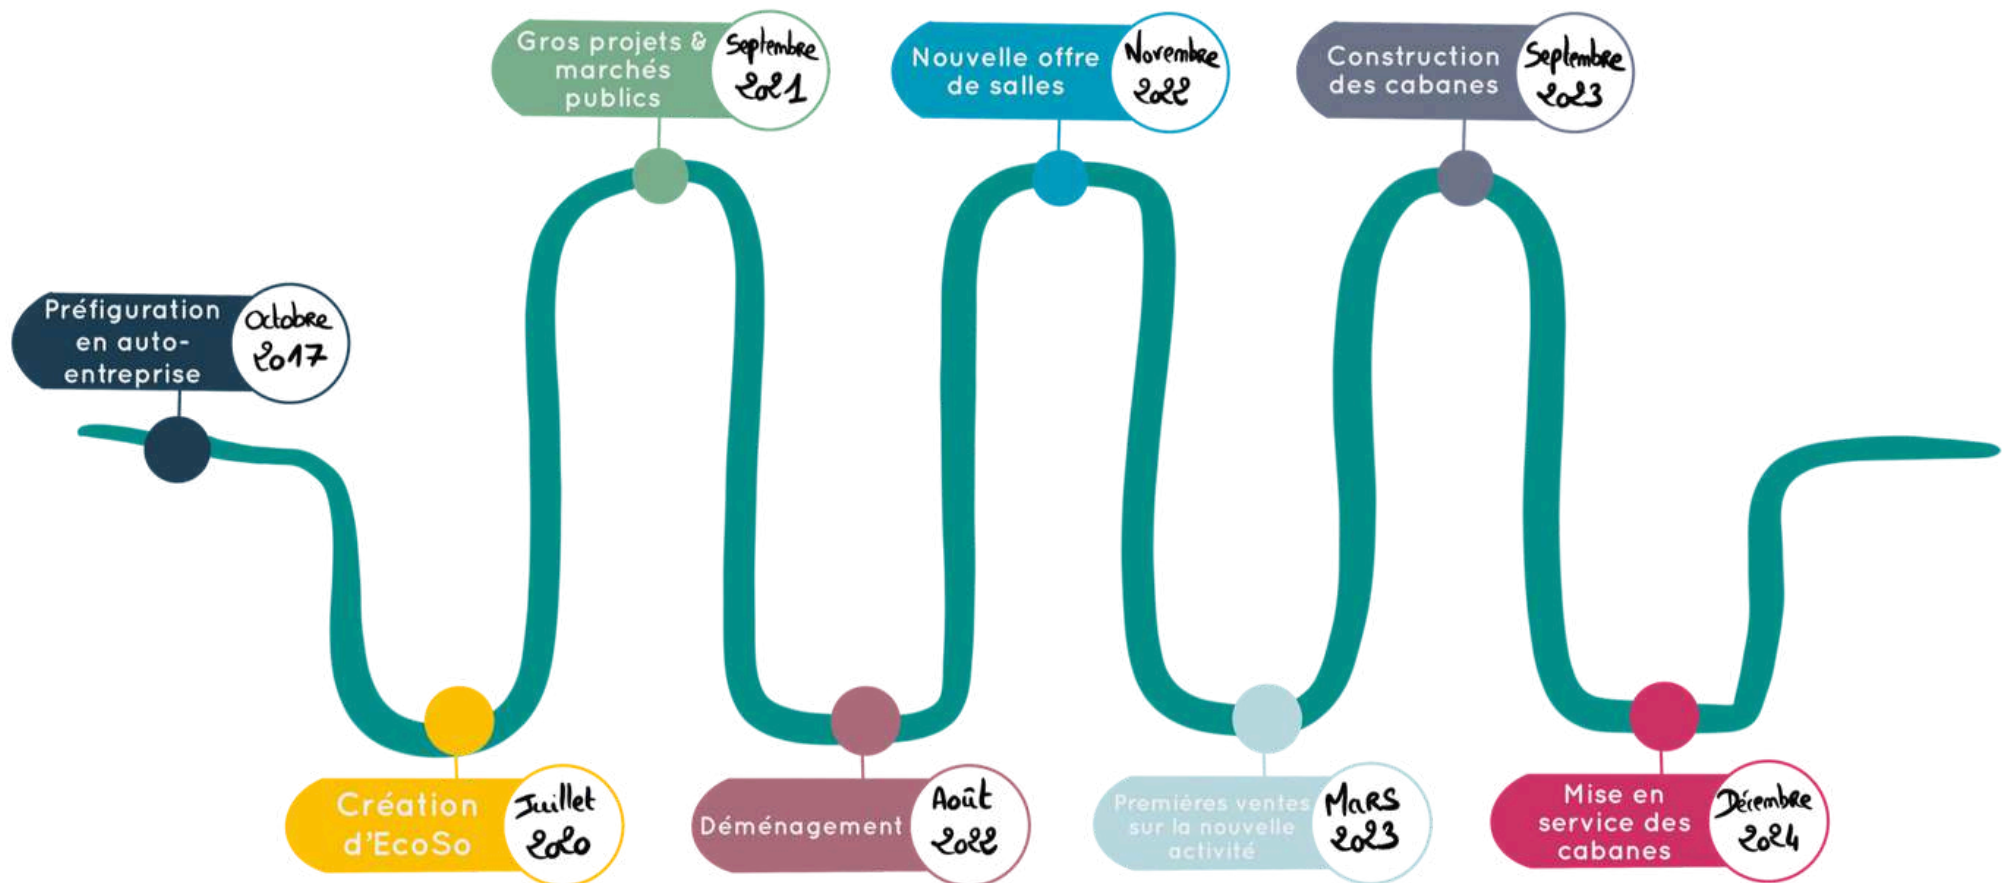 Préfiguration
en auto-
entreprise
Octobre
2017
Création
d'EcoSo
Juillet
2020
Gros projets &
marchés
publics
Septembre
2021
Déménagement
Août
2022
Nouvelle offre
de salles
Novembre
2022
Premières ventes
sur la nouvelle
activité
MaRS
2023
Construction
des cabanes
Septembre
2023
Mise en
service des
cabanes
Décembre
2024